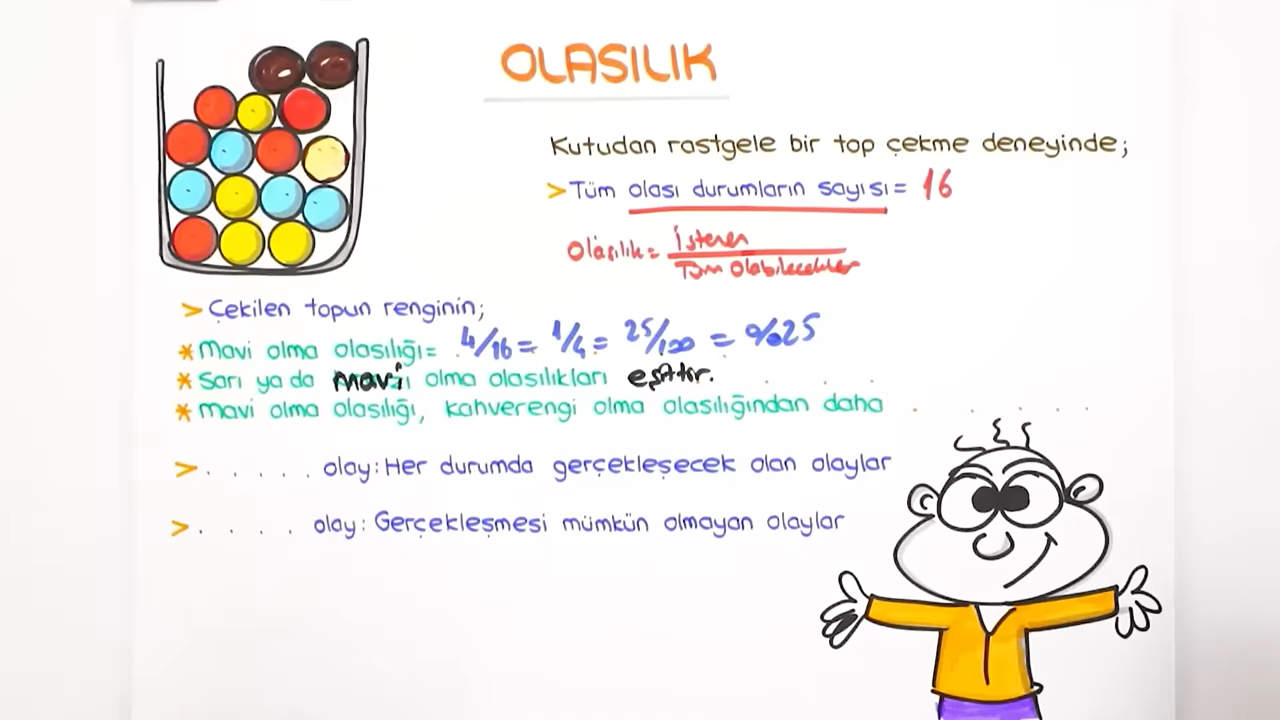 OLASILIK
Kutudan rastgele bir top çekme deneyinde;
> Tüm olası durumların sayısı = 16
Olasılık = İstenen
Tüm Olabilecekler
> Çekilen topun renginin;
* Mavi olma olasılığı = 4/16 = 1/4 = 25/100 = %25
* Sarı ya da mavi olma olasılıkları eşittir.
* Mavi olma olasılığı, kahverengi olma olasılığından daha . . . . .
> . . . . . olay: Her durumda gerçekleşecek olan olaylar
> . . . . olay: Gerçekleşmesi mümkün olmayan olaylar